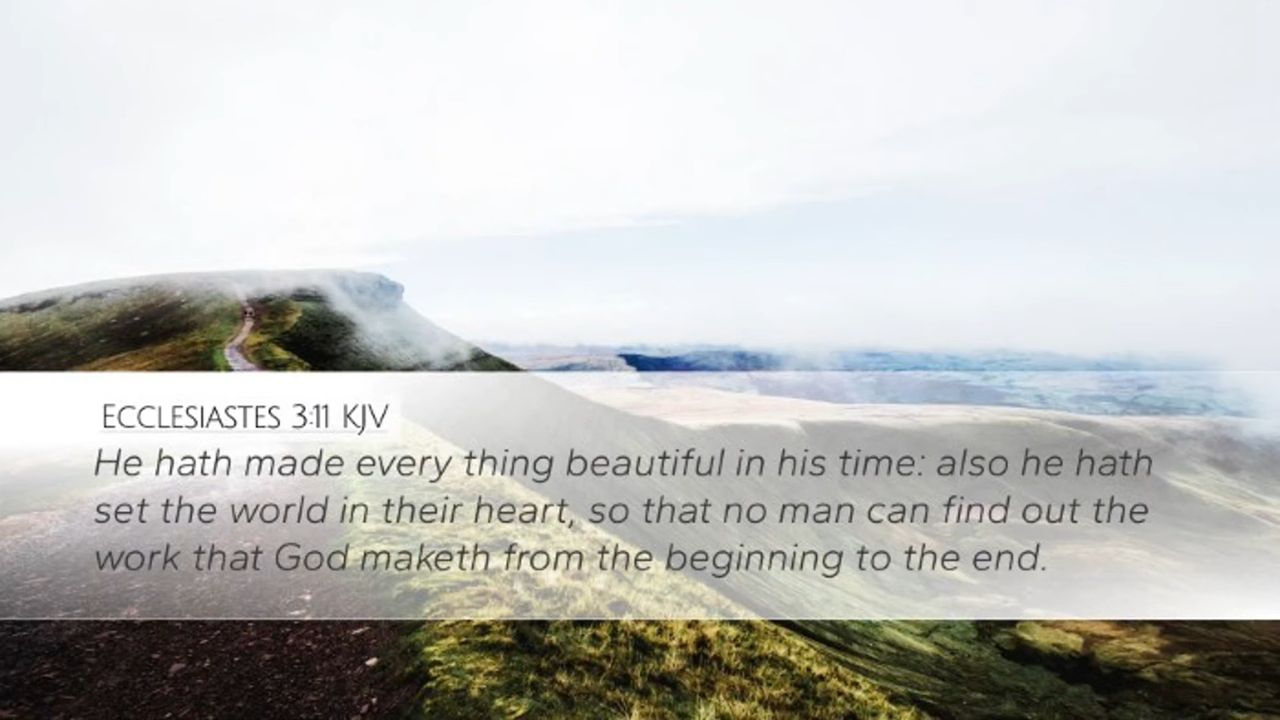 Ecclesiastes 3:11 KJV
He hath made every thing beautiful in his time: also he hath
set the world in their heart, so that no man can find out the
work that God maketh from the beginning to the end.